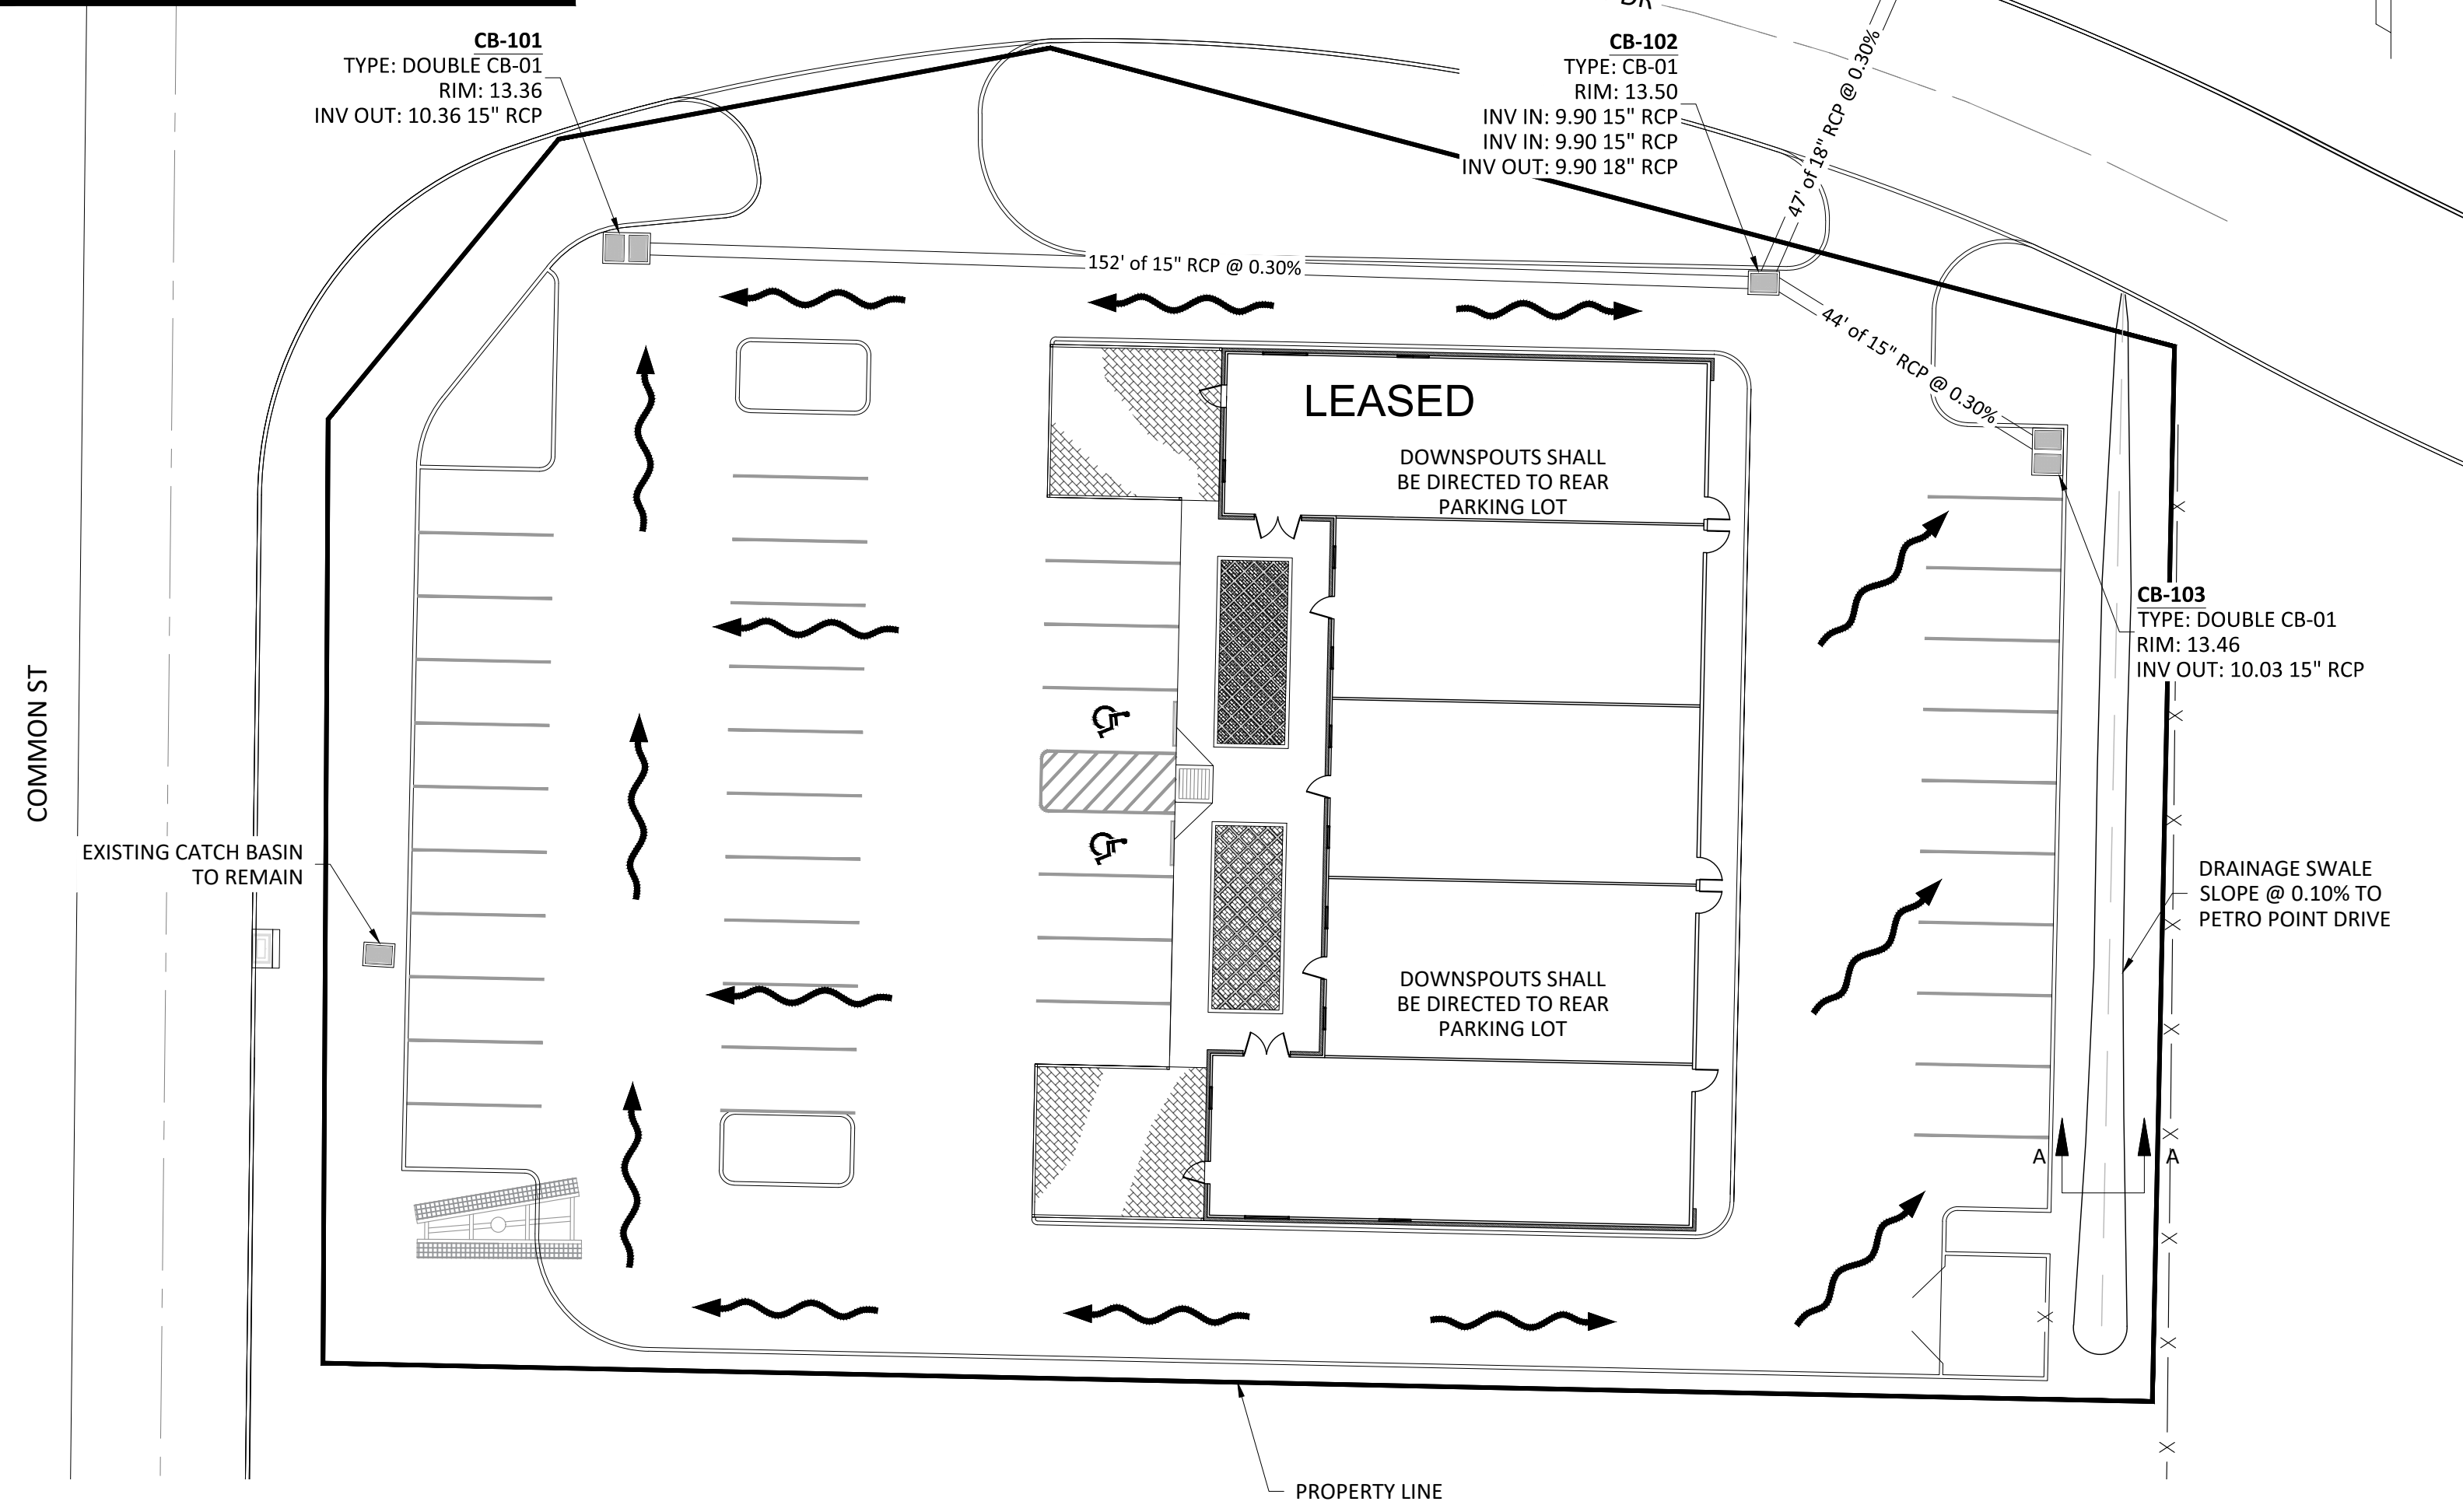 DR
CB-101
TYPE: DOUBLE CB-01
RIM: 13.36
INV OUT: 10.36 15" RCP
CB-102
TYPE: CB-01
RIM: 13.50
INV IN: 9.90 15" RCP
INV IN: 9.90 15" RCP
INV OUT: 9.90 18" RCP
47' of 18" RCP @ 0.30%
152' of 15" RCP @ 0.30%
44' of 15" RCP @ 0.30%
LEASED
DOWNSPOUTS SHALL
BE DIRECTED TO REAR
PARKING LOT
CB-103
TYPE: DOUBLE CB-01
RIM: 13.46
INV OUT: 10.03 15" RCP
COMMON ST
EXISTING CATCH BASIN
TO REMAIN
DRAINAGE SWALE
SLOPE @ 0.10% TO
PETRO POINT DRIVE
DOWNSPOUTS SHALL
BE DIRECTED TO REAR
PARKING LOT
A
A
PROPERTY LINE